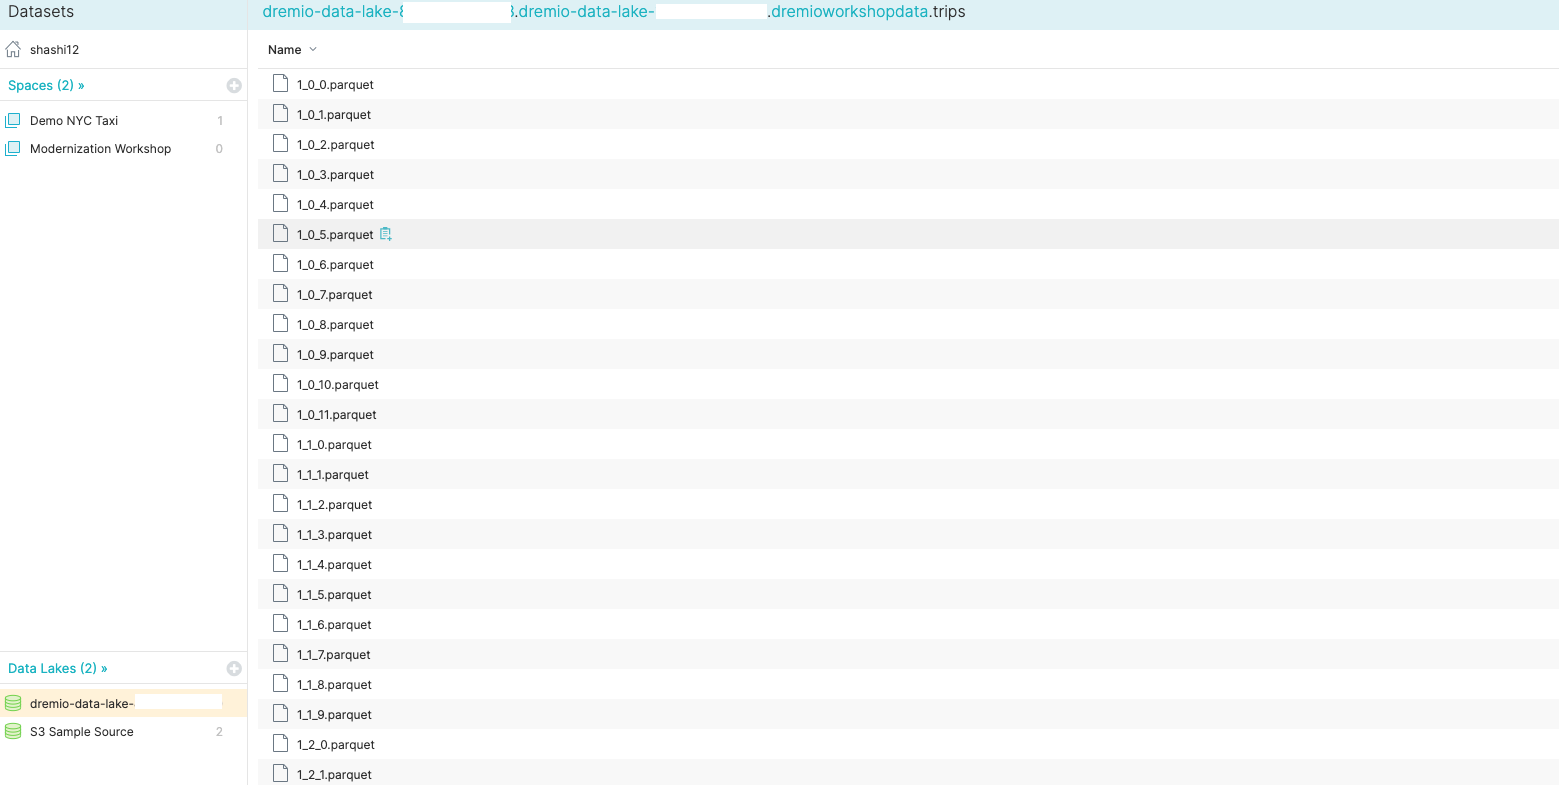 Datasets
dremio-data-lake-8 3.dremio-data-lake- .dremioworkshopdata.trips
shashi12
Spaces (2) »
Demo NYC Taxi 1
Modernization Workshop 0
Data Lakes (2) »
dremio-data-lake-
S3 Sample Source 2
Name
1_0_0.parquet
1_0_1.parquet
1_0_2.parquet
1_0_3.parquet
1_0_4.parquet
1_0_5.parquet
1_0_6.parquet
1_0_7.parquet
1_0_8.parquet
1_0_9.parquet
1_0_10.parquet
1_0_11.parquet
1_1_0.parquet
1_1_1.parquet
1_1_2.parquet
1_1_3.parquet
1_1_4.parquet
1_1_5.parquet
1_1_6.parquet
1_1_7.parquet
1_1_8.parquet
1_1_9.parquet
1_2_0.parquet
1_2_1.parquet